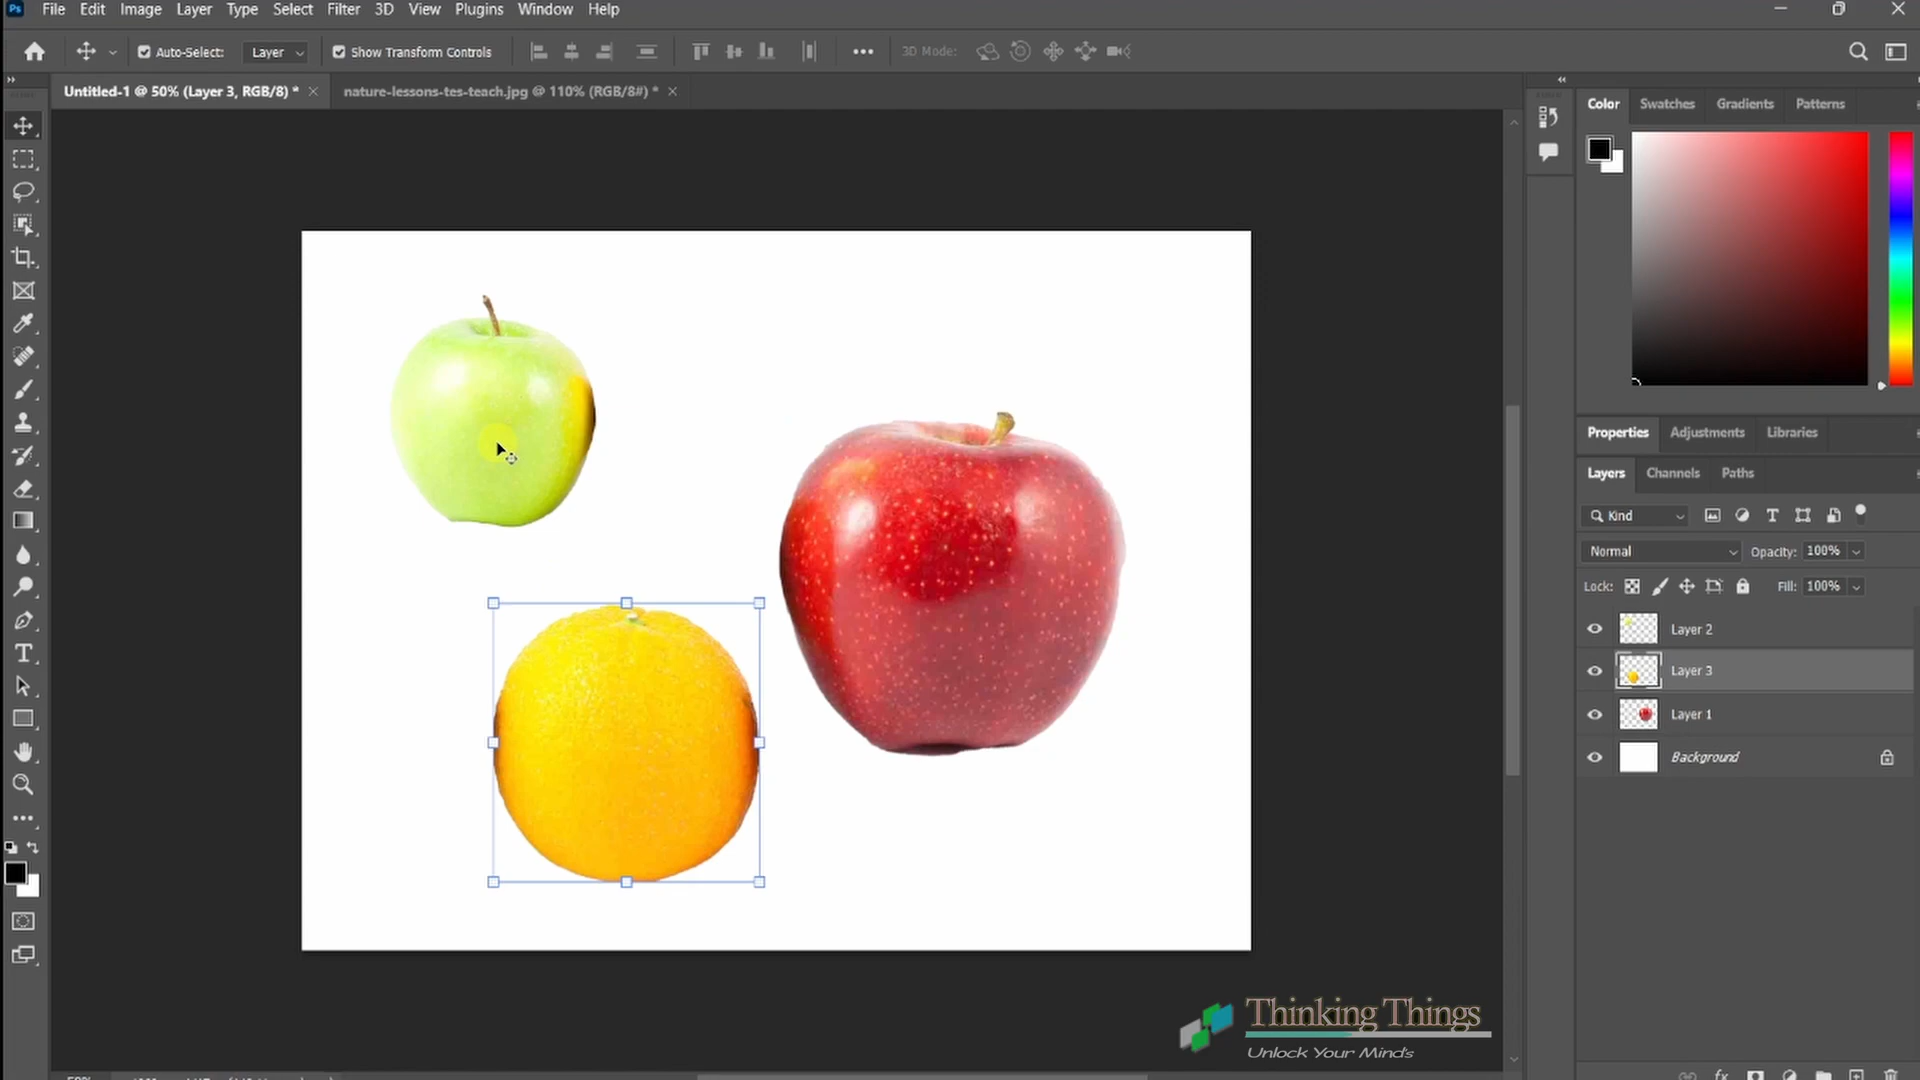 Ps File Edit Image Layer Type Select Filter 3D View Plugins Window Help
Auto-Select: Layer Show Transform Controls 3D Mode:
Untitled-1 @ 50% (Layer 3, RGB/8) * nature-lessons-tes-teach.jpg @ 110% (RGB/8#) *
Color Swatches Gradients Patterns
Properties Adjustments Libraries
Layers Channels Paths
Kind
Normal Opacity: 100%
Lock: Fill: 100%
Layer 2
Layer 3
Layer 1
Background
Thinking Things
Unlock Your Minds